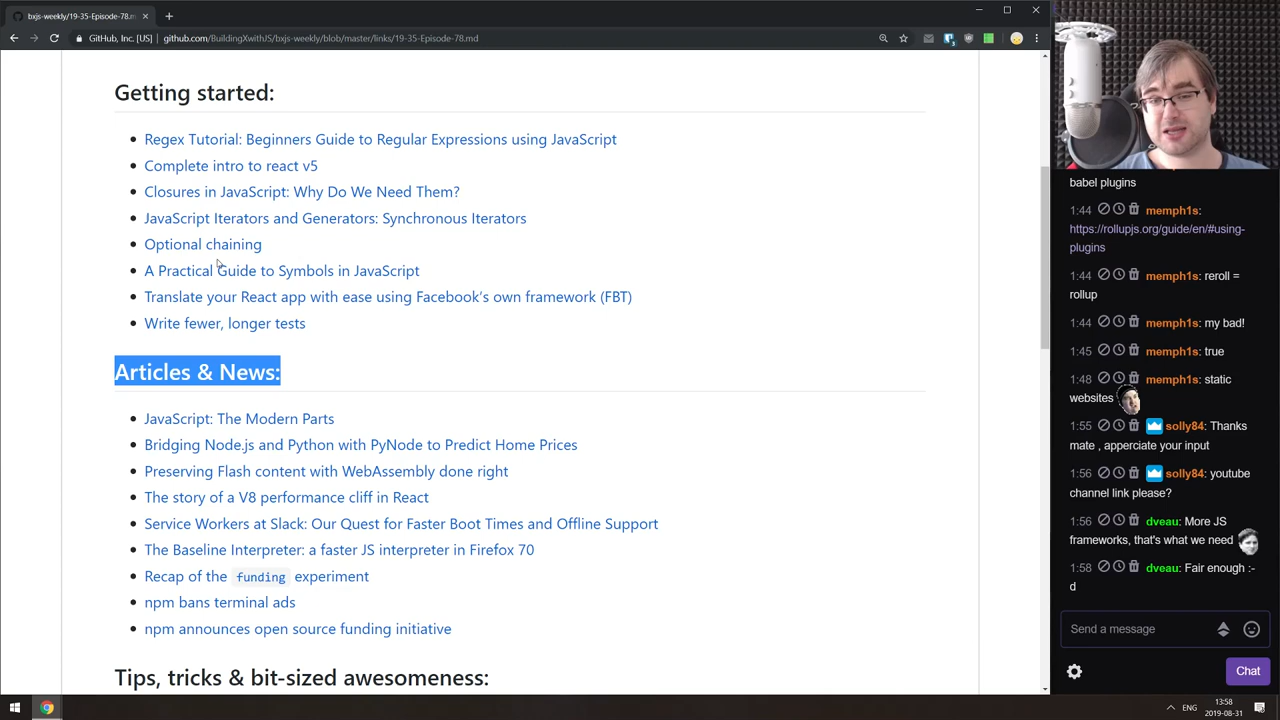 bxjs-weekly/19-35-Episode-78.m
GitHub, Inc. [US]
github.com/BuildingXwithJS/bxjs-weekly/blob/master/links/19-35-Episode-78.md
Getting started:
Regex Tutorial: Beginners Guide to Regular Expressions using JavaScript
Complete intro to react v5
Closures in JavaScript: Why Do We Need Them?
JavaScript Iterators and Generators: Synchronous Iterators
Optional chaining
A Practical Guide to Symbols in JavaScript
Translate your React app with ease using Facebook's own framework (FBT)
Write fewer, longer tests
Articles & News:
JavaScript: The Modern Parts
Bridging Node.js and Python with PyNode to Predict Home Prices
Preserving Flash content with WebAssembly done right
The story of a V8 performance cliff in React
Service Workers at Slack: Our Quest for Faster Boot Times and Offline Support
The Baseline Interpreter: a faster JS interpreter in Firefox 70
Recap of the funding experiment
npm bans terminal ads
npm announces open source funding initiative
Tips, tricks & bit-sized awesomeness:
babel plugins
1:44 memph1s:
https://rollupjs.org/guide/en/#using-
plugins
1:44 memph1s: reroll =
rollup
1:44 memph1s: my bad!
1:45 memph1s: true
1:48 memph1s: static
websites
1:55 solly84: Thanks
mate , apperciate your input
1:56 solly84: youtube
channel link please?
1:56 dveau: More JS
frameworks, that's what we need
1:58 dveau: Fair enough :-
d
Send a message
Chat
ENG
13:58
2019-08-31